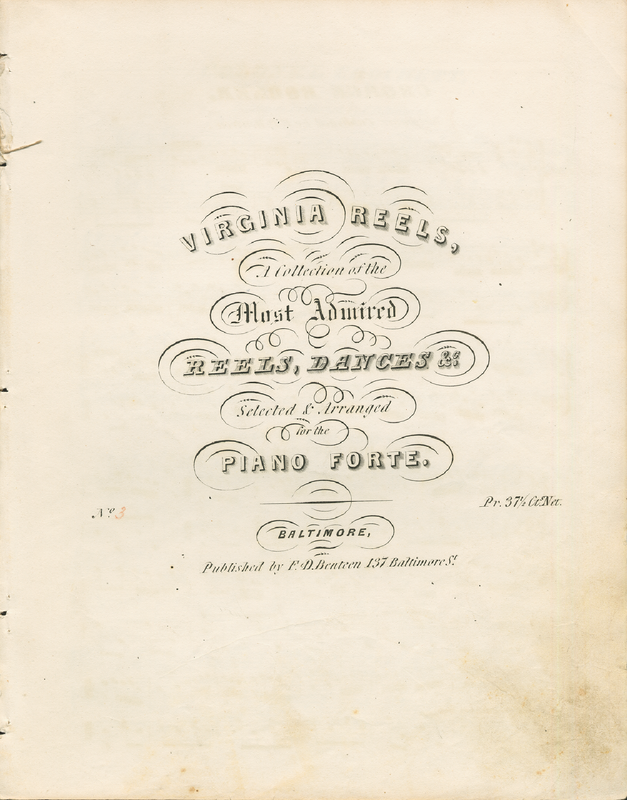 VIRGINIA REELS,
A Collection of the
Most Admired
REELS, DANCES &c.
Selected & Arranged
for the
PIANO FORTE.
No. 3
Pr. 37½ Cts. Net.
BALTIMORE,
Published by F. D. Benteen 137 Baltimore St.